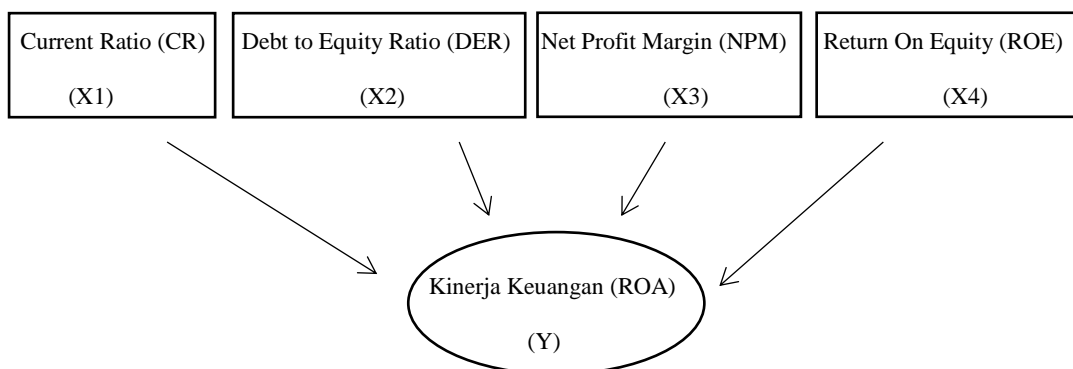 Current Ratio (CR)
(X1)
Debt to Equity Ratio (DER)
(X2)
Net Profit Margin (NPM)
(X3)
Return On Equity (ROE)
(X4)
Kinerja Keuangan (ROA)
(Y)